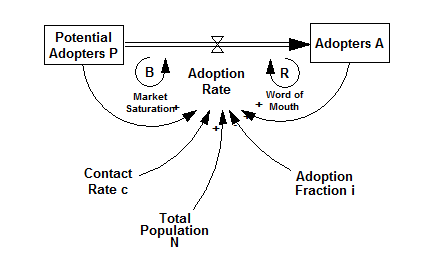 Potential
Adopters P
Adopters A
B
Adoption
Rate
R
Market
Saturation
+
Word of
Mouth
+
+
Contact
Rate c
Adoption
Fraction i
Total
Population
N